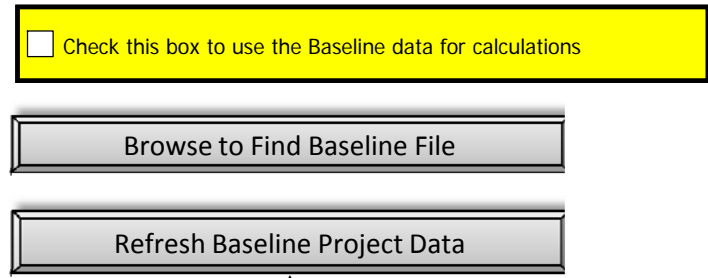 Check this box to use the Baseline data for calculations
Browse to Find Baseline File
Refresh Baseline Project Data